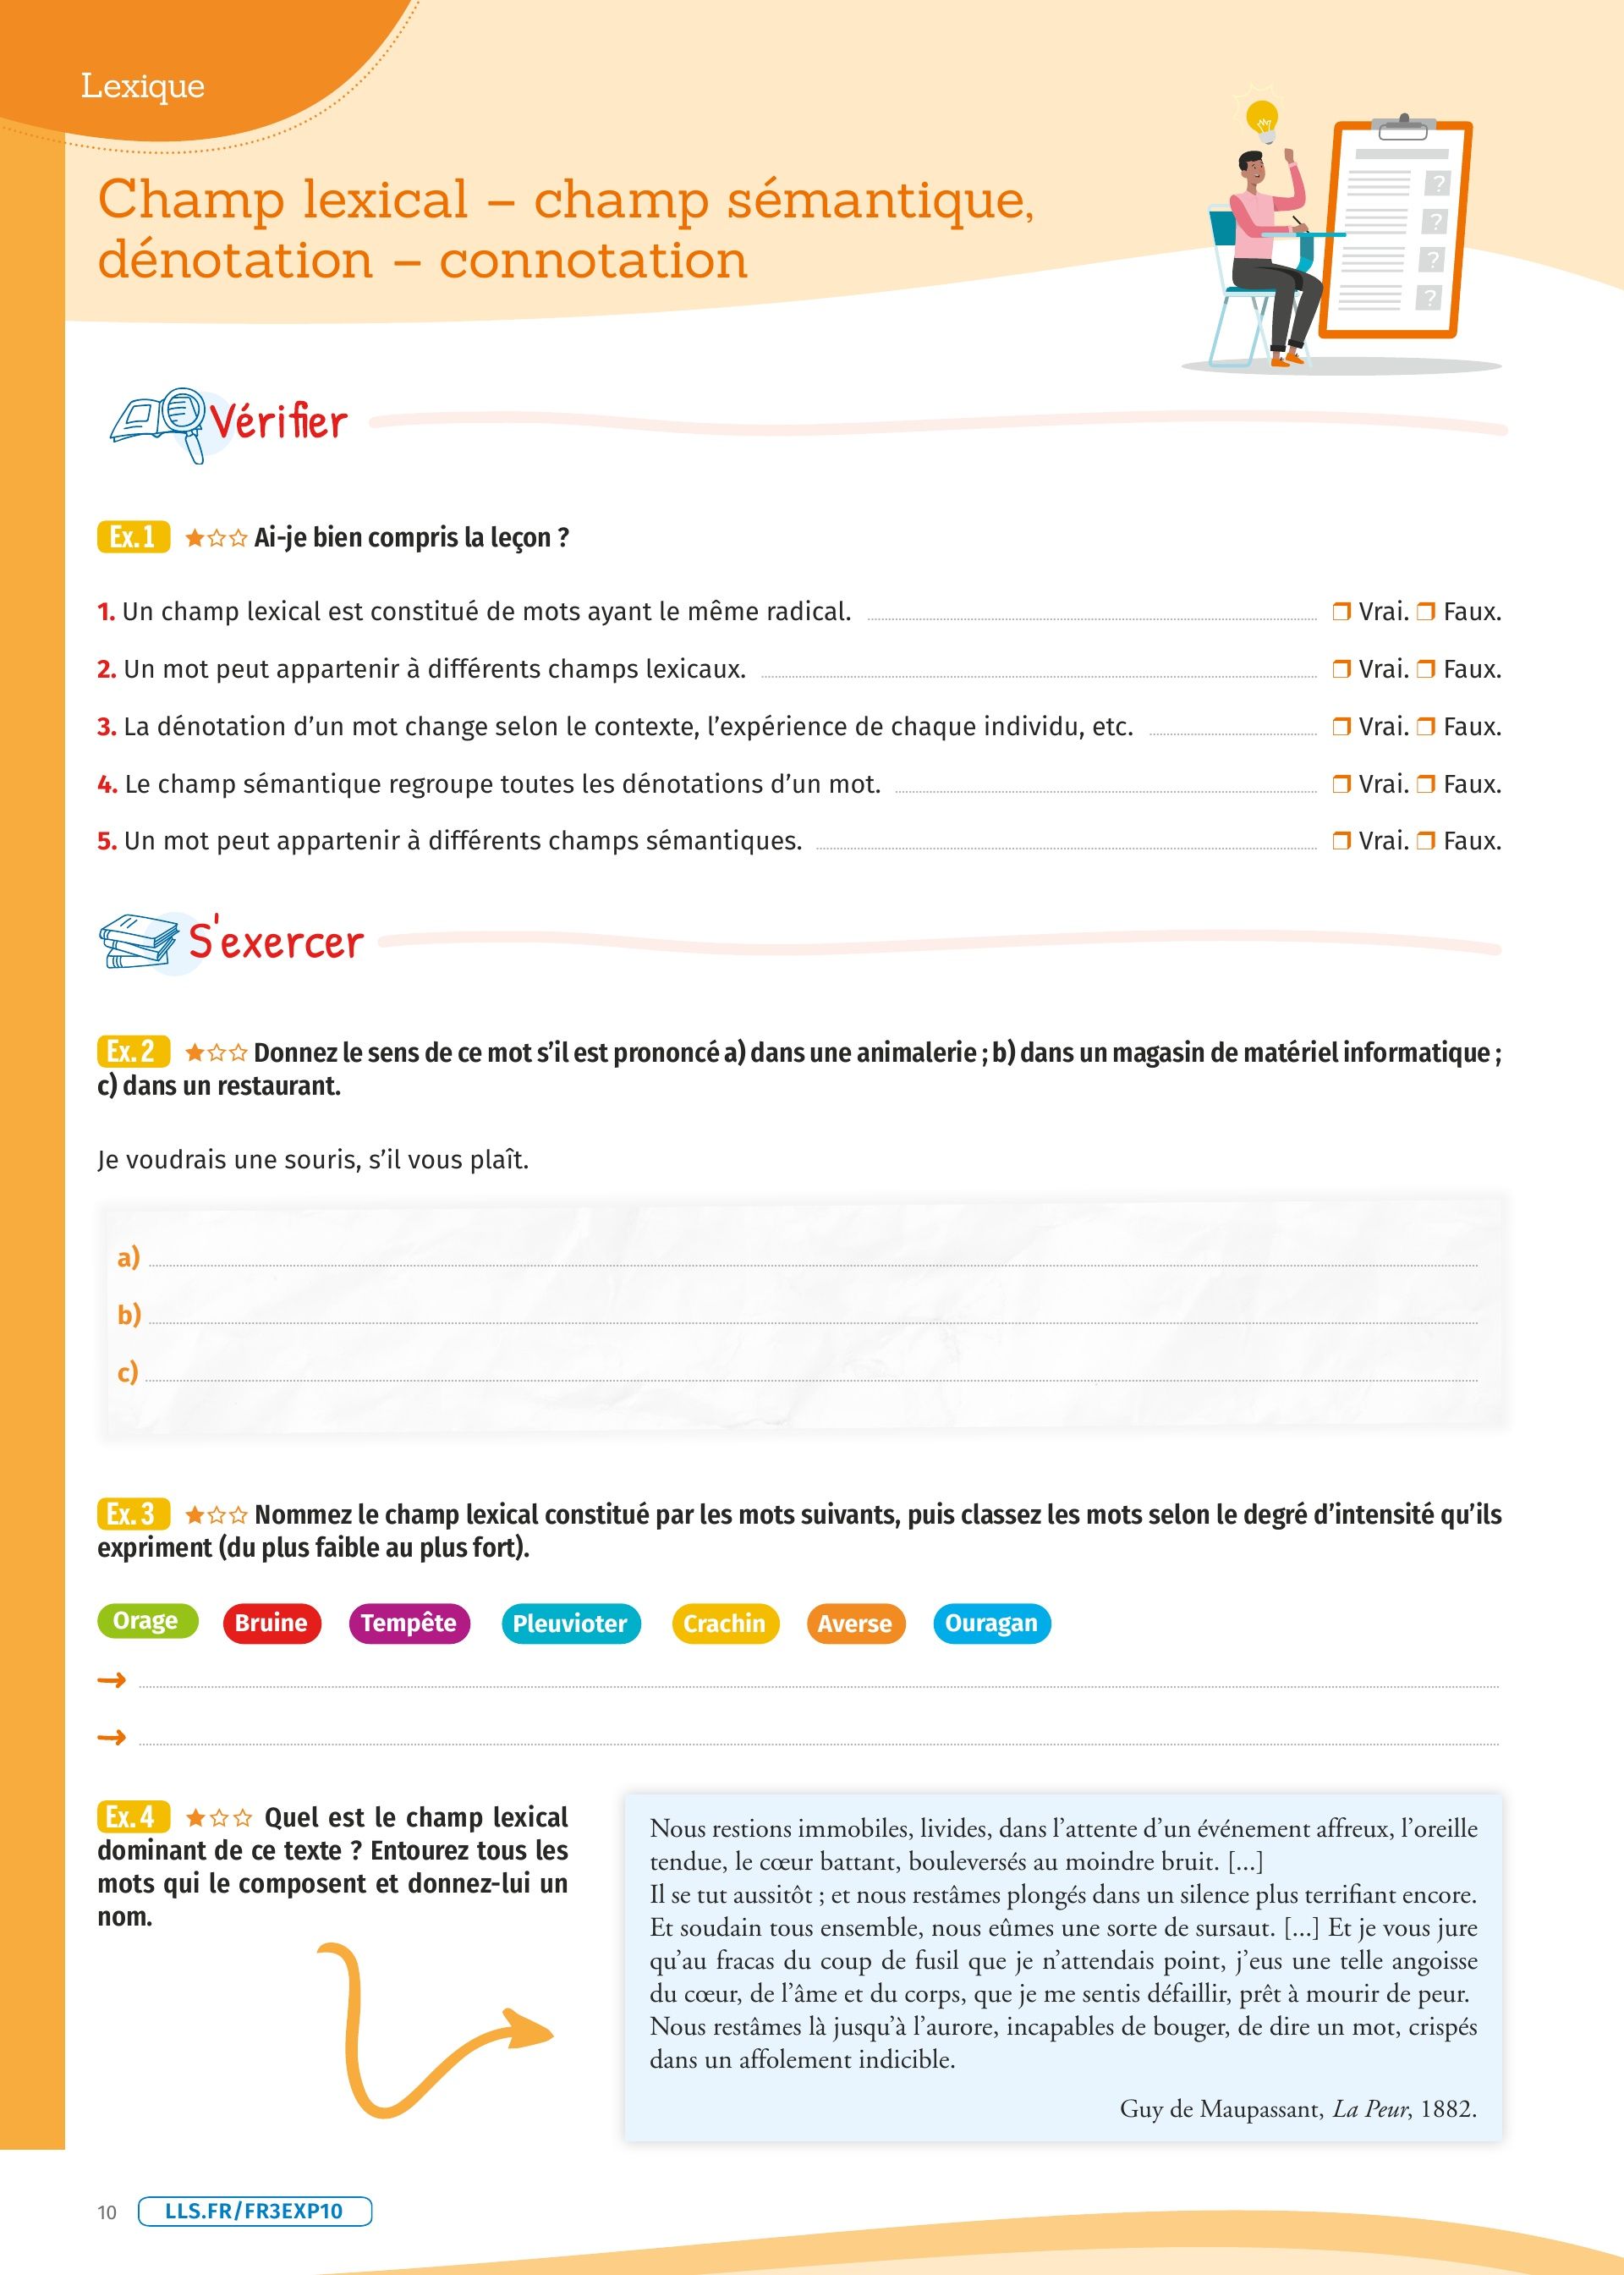 Lexique
Champ lexical – champ sémantique,
dénotation – connotation
? 
?
?
?
Vérifier
Ex. 1 Ai-je bien compris la leçon ?
1. Un champ lexical est constitué de mots ayant le même radical. Vrai. Faux.
2. Un mot peut appartenir à différents champs lexicaux. Vrai. Faux.
3. La dénotation d’un mot change selon le contexte, l’expérience de chaque individu, etc. Vrai. Faux.
4. Le champ sémantique regroupe toutes les dénotations d’un mot. Vrai. Faux.
5. Un mot peut appartenir à différents champs sémantiques. Vrai. Faux.
S'exercer
Ex. 2 Donnez le sens de ce mot s’il est prononcé a) dans une animalerie ; b) dans un magasin de matériel informatique ;
c) dans un restaurant.
Je voudrais une souris, s’il vous plaît.
a)
b)
c)
Ex. 3 Nommez le champ lexical constitué par les mots suivants, puis classez les mots selon le degré d’intensité qu’ils
expriment (du plus faible au plus fort).
Orage Bruine Tempête Pleuvioter Crachin Averse Ouragan
→
→
Ex. 4 Quel est le champ lexical
dominant de ce texte ? Entourez tous les
mots qui le composent et donnez-lui un
nom.
Nous restions immobiles, livides, dans l’attente d’un événement affreux, l’oreille
tendue, le cœur battant, bouleversés au moindre bruit. [...]
Il se tut aussitôt ; et nous restâmes plongés dans un silence plus terrifiant encore.
Et soudain tous ensemble, nous eûmes une sorte de sursaut. [...] Et je vous jure
qu’au fracas du coup de fusil que je n’attendais point, j’eus une telle angoisse
du cœur, de l’âme et du corps, que je me sentis défaillir, prêt à mourir de peur.
Nous restâmes là jusqu’à l’aurore, incapables de bouger, de dire un mot, crispés
dans un affolement indicible.
Guy de Maupassant, La Peur, 1882.
10 LLS.FR/FR3EXP10